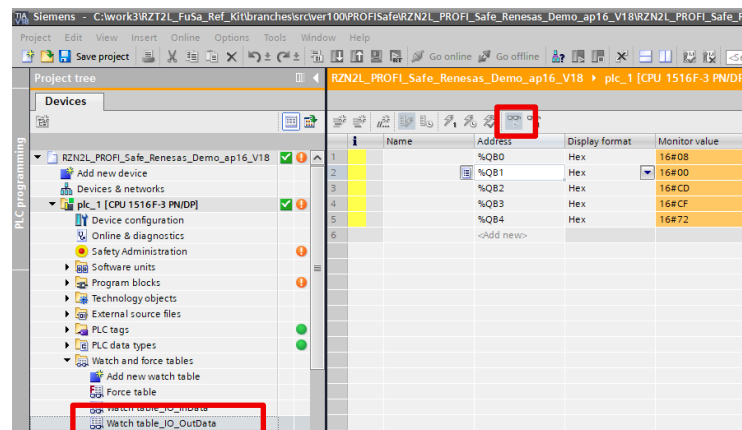 Siemens - C:\work3\RZT2L_FuSa_Ref_Kit\branches\src\ver100\PROFISafe\RZN2L_PROFI_Safe_Renesas_Demo_ap16_V18\RZN2L_PROFI_Safe_R
Project Edit View Insert Online Options Tools Window Help
Save project Go online Go offline
Project tree
RZN2L_PROFI_Safe_Renesas_Demo_ap16_V18 plc_1 [CPU 1516F-3 PN/DP
Devices
i Name Address Display format Monitor value
RZN2L_PROFI_Safe_Renesas_Demo_ap16_V18
1 %QB0 Hex 16#08
Add new device
2 %QB1 Hex 16#00
Devices & networks
3 %QB2 Hex 16#CD
plc_1 [CPU 1516F-3 PN/DP]
4 %QB3 Hex 16#CF
Device configuration
5 %QB4 Hex 16#72
Online & diagnostics
6 <Add new>
Safety Administration
Software units
Program blocks
Technology objects
External source files
PLC tags
PLC data types
Watch and force tables
Add new watch table
Force table
Watch table_IO_InData
Watch table_IO_OutData
PLC programming